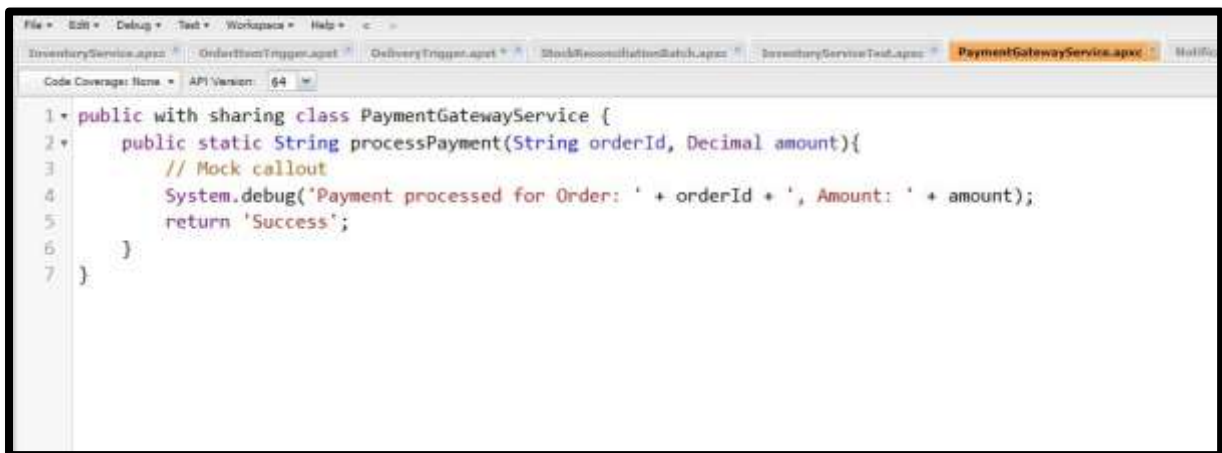 File Edit Debug Test Workspace Help < >
InventoryService.apxc OrderItemTrigger.apxt DeliveryTrigger.apxt * StockReconciliationBatch.apxc InventoryServiceTest.apxc PaymentGatewayService.apxc
Code Coverage: None API Version: 64
1 public with sharing class PaymentGatewayService {
2 public static String processPayment(String orderId, Decimal amount){
3 // Mock callout
4 System.debug('Payment processed for Order: ' + orderId + ', Amount: ' + amount);
5 return 'Success';
6 }
7 }